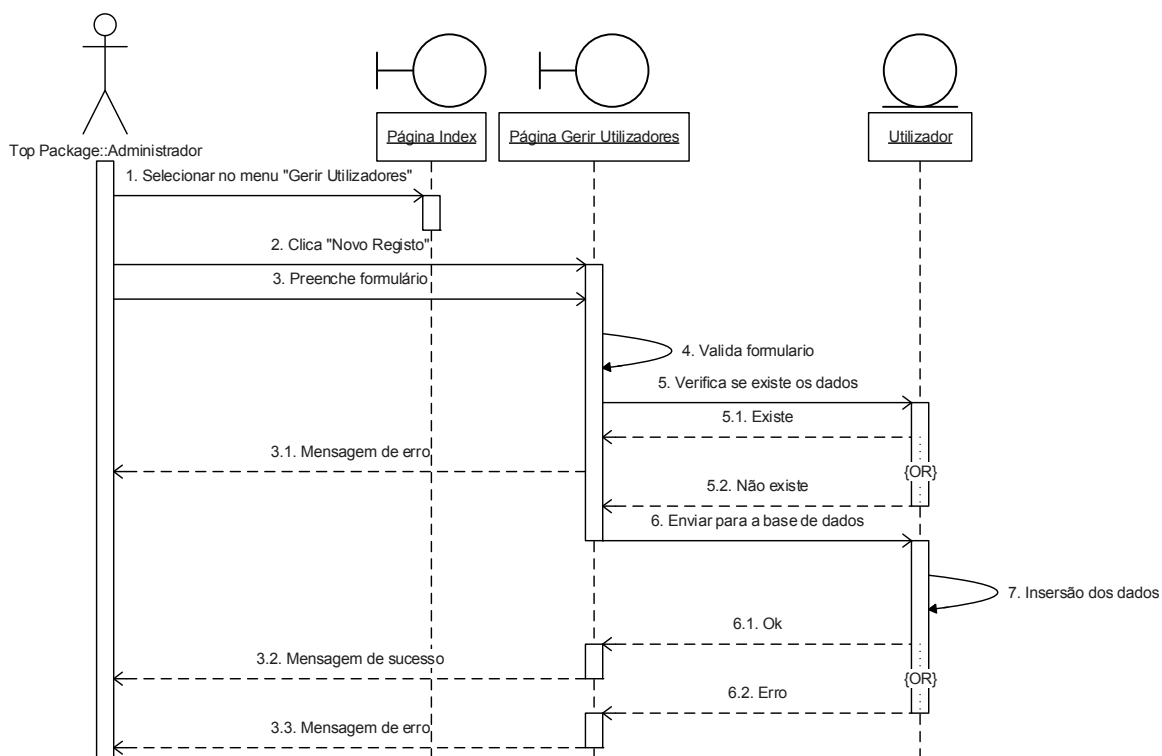 Página Index
Página Gerir Utilizadores
Utilizador
Top Package::Administrador
1. Selecionar no menu "Gerir Utilizadores"
2. Clica "Novo Registo"
3. Preenche formulário
4. Valida formulario
5. Verifica se existe os dados
5.1. Existe
3.1. Mensagem de erro
{OR}
5.2. Não existe
6. Enviar para a base de dados
7. Insersão dos dados
6.1. Ok
3.2. Mensagem de sucesso
{OR}
6.2. Erro
3.3. Mensagem de erro